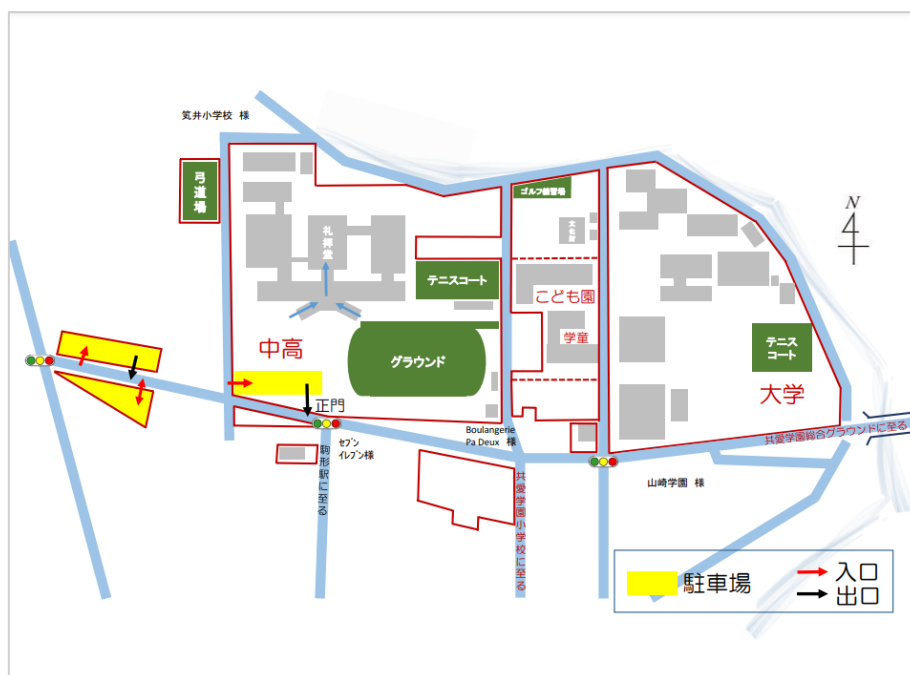 笂井小学校 様
弓道場
礼拝堂
ゴルフ練習場
文化財
N
テニスコート
こども園
学童
中高
グラウンド
テニス
コート
大学
正門
共愛学園総合グラウンドに至る
セブン
イレブン様
Boulangerie
Pa Deux 様
駒形駅に至る
共愛学園小学校に至る
山崎学園 様
駐車場
入口
出口